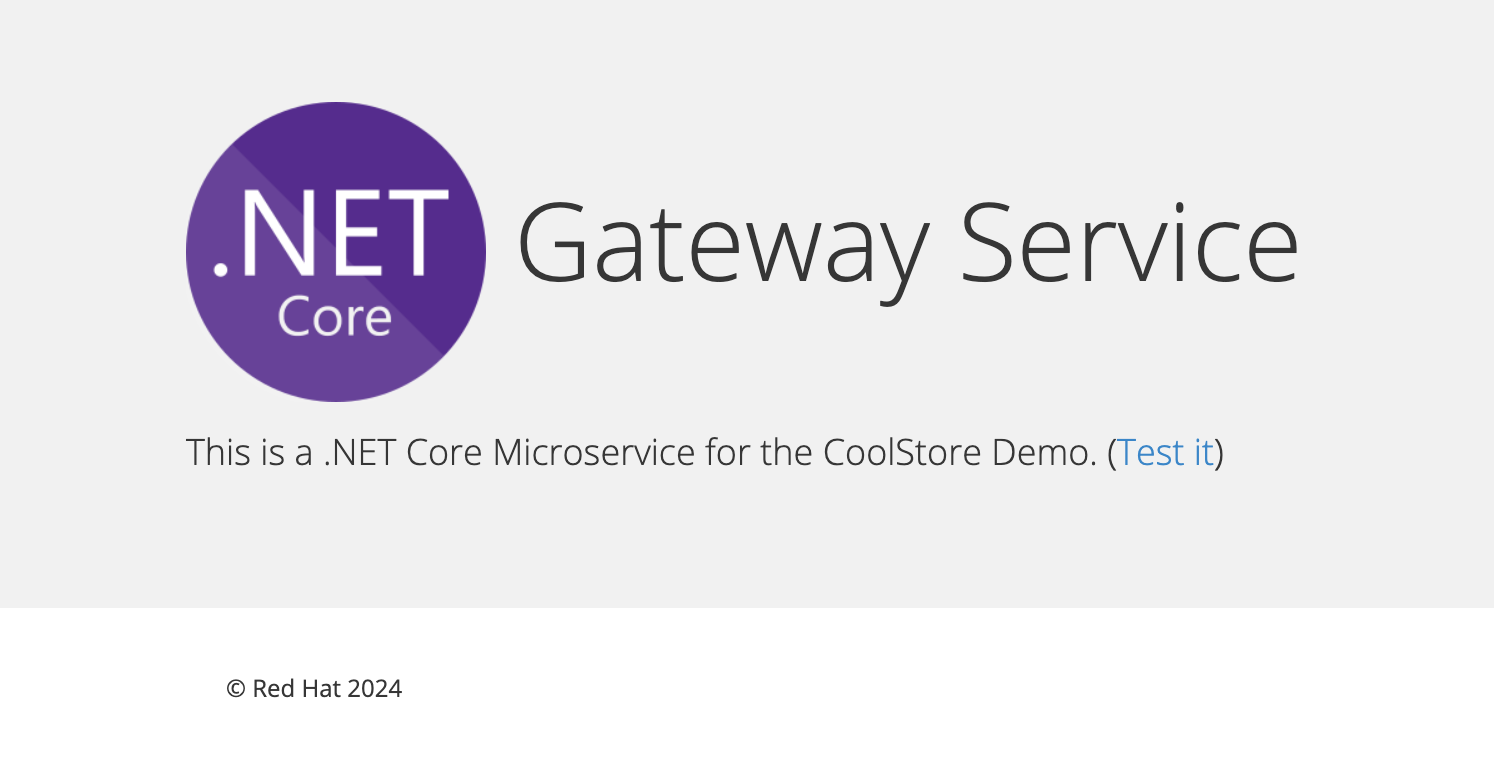 .NET
Core
Gateway Service
This is a .NET Core Microservice for the CoolStore Demo. (Test it)
© Red Hat 2024